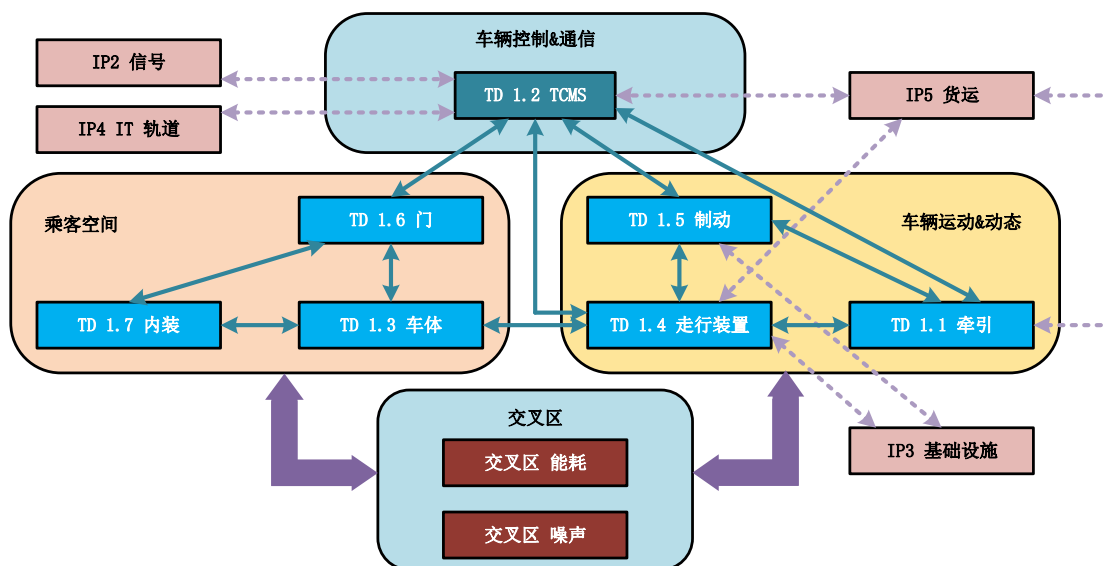 车辆控制&通信
IP2 信号
TD 1.2 TCMS
IP5 货运
IP4 IT 轨道
乘客空间
TD 1.6 门
TD 1.5 制动
车辆运动&动态
TD 1.7 内装
TD 1.3 车体
TD 1.4 走行装置
TD 1.1 牵引
交叉区
IP3 基础设施
交叉区 能耗
交叉区 噪声